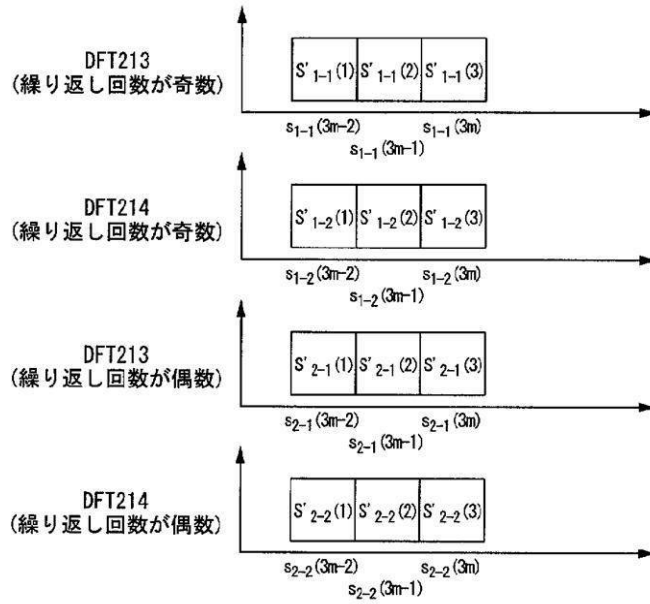 DFT213
(繰り返し回数が奇数)
S'1-1(1) S'1-1(2) S'1-1(3)
s1-1(3m-2) s1-1(3m)
s1-1(3m-1)
DFT214
(繰り返し回数が奇数)
S'1-2(1) S'1-2(2) S'1-2(3)
s1-2(3m-2) s1-2(3m)
s1-2(3m-1)
DFT213
(繰り返し回数が偶数)
S'2-1(1) S'2-1(2) S'2-1(3)
s2-1(3m-2) s2-1(3m)
s2-1(3m-1)
DFT214
(繰り返し回数が偶数)
S'2-2(1) S'2-2(2) S'2-2(3)
s2-2(3m-2) s2-2(3m)
s2-2(3m-1)